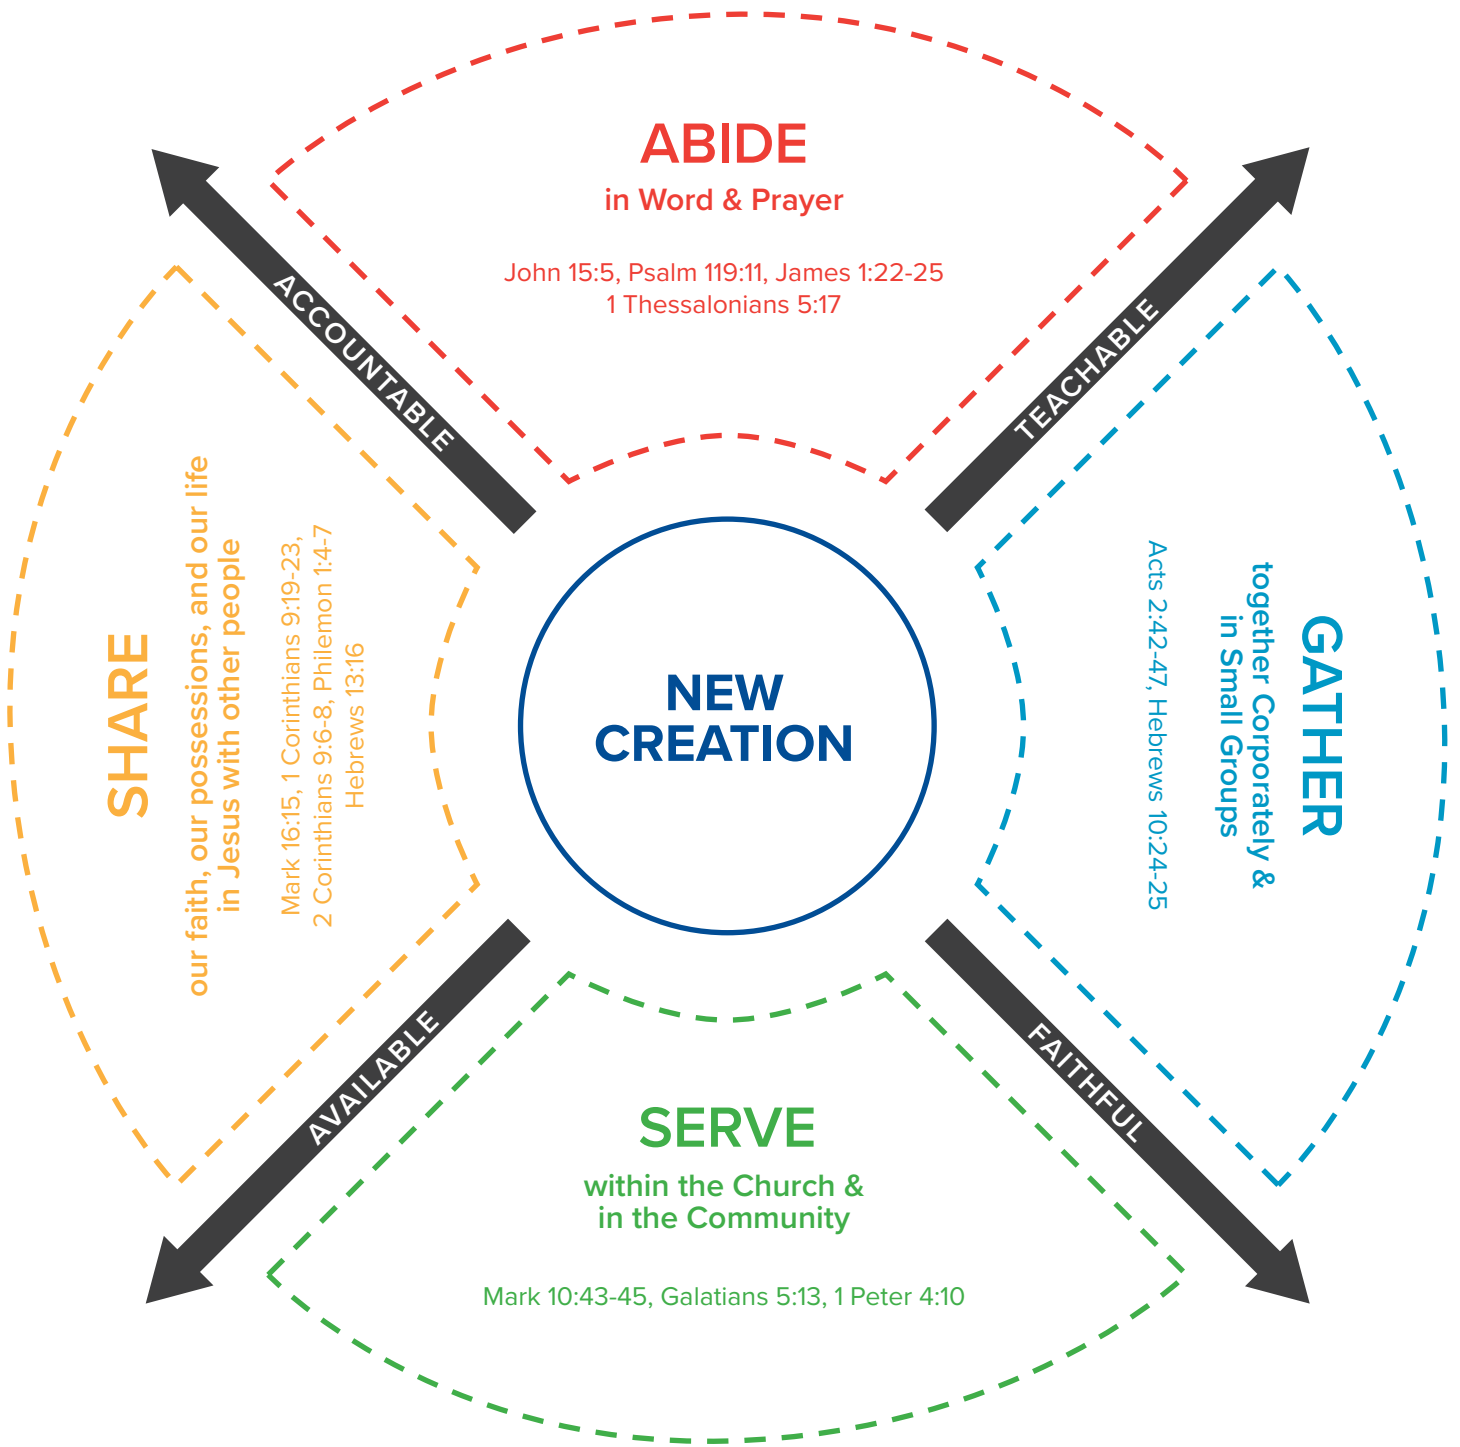 ABIDE
in Word & Prayer
John 15:5, Psalm 119:11, James 1:22-25
1 Thessalonians 5:17
ACCOUNTABLE
TEACHABLE
SHARE
our faith, our possessions, and our life
in Jesus with other people
Mark 16:15, 1 Corinthians 9:19-23,
2 Corinthians 9:6-8, Philemon 1:4-7
Hebrews 13:16
NEW
CREATION
GATHER
together Corporately &
in Small Groups
Acts 2:42-47, Hebrews 10:24-25
AVAILABLE
FAITHFUL
SERVE
within the Church &
in the Community
Mark 10:43-45, Galatians 5:13, 1 Peter 4:10